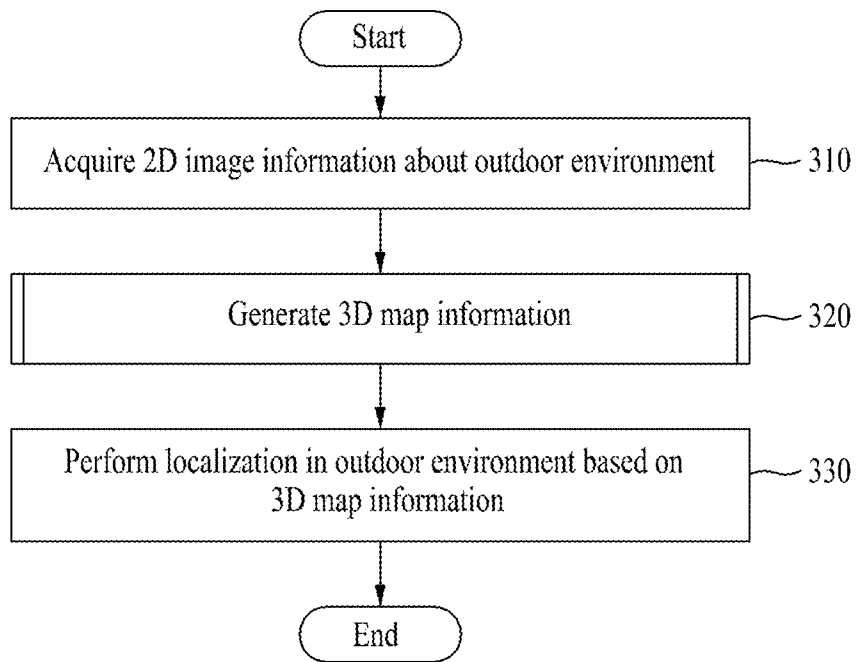 Start
Acquire 2D image information about outdoor environment
310
Generate 3D map information
320
Perform localization in outdoor environment based on
3D map information
330
End